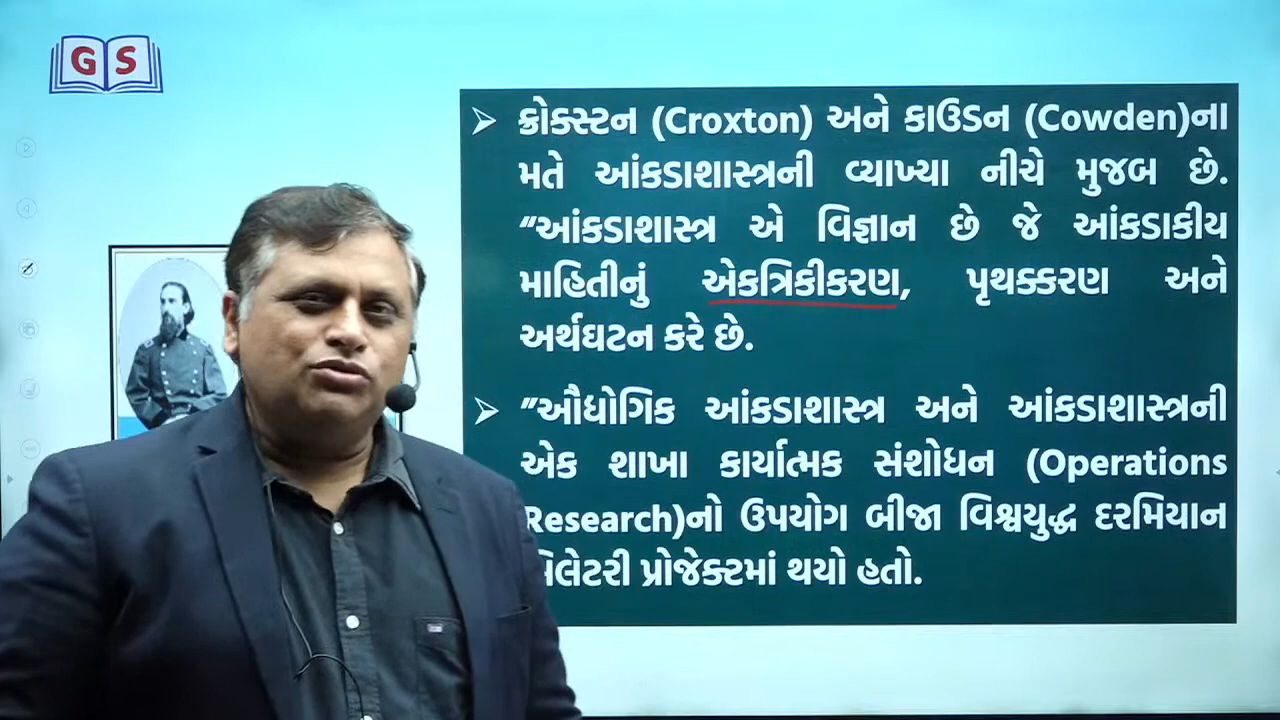 GS
ક્રોક્સ્ટન (Croxton) અને કાઉડન (Cowden)ના
મતે આંકડાશાસ્ત્રની વ્યાખ્યા નીચે મુજબ છે.
“આંકડાશાસ્ત્ર એ વિજ્ઞાન છે જે આંકડાકીય
માહિતીનું એકત્રિકીકરણ, પૃથક્કરણ અને
અર્થઘટન કરે છે.
“ઔદ્યોગિક આંકડાશાસ્ત્ર અને આંકડાશાસ્ત્રની
એક શાખા કાર્યાત્મક સંશોધન (Operations
Research)નો ઉપયોગ બીજા વિશ્વયુદ્ધ દરમિયાન
પ્રોજેક્ટમાં થયો હતો.